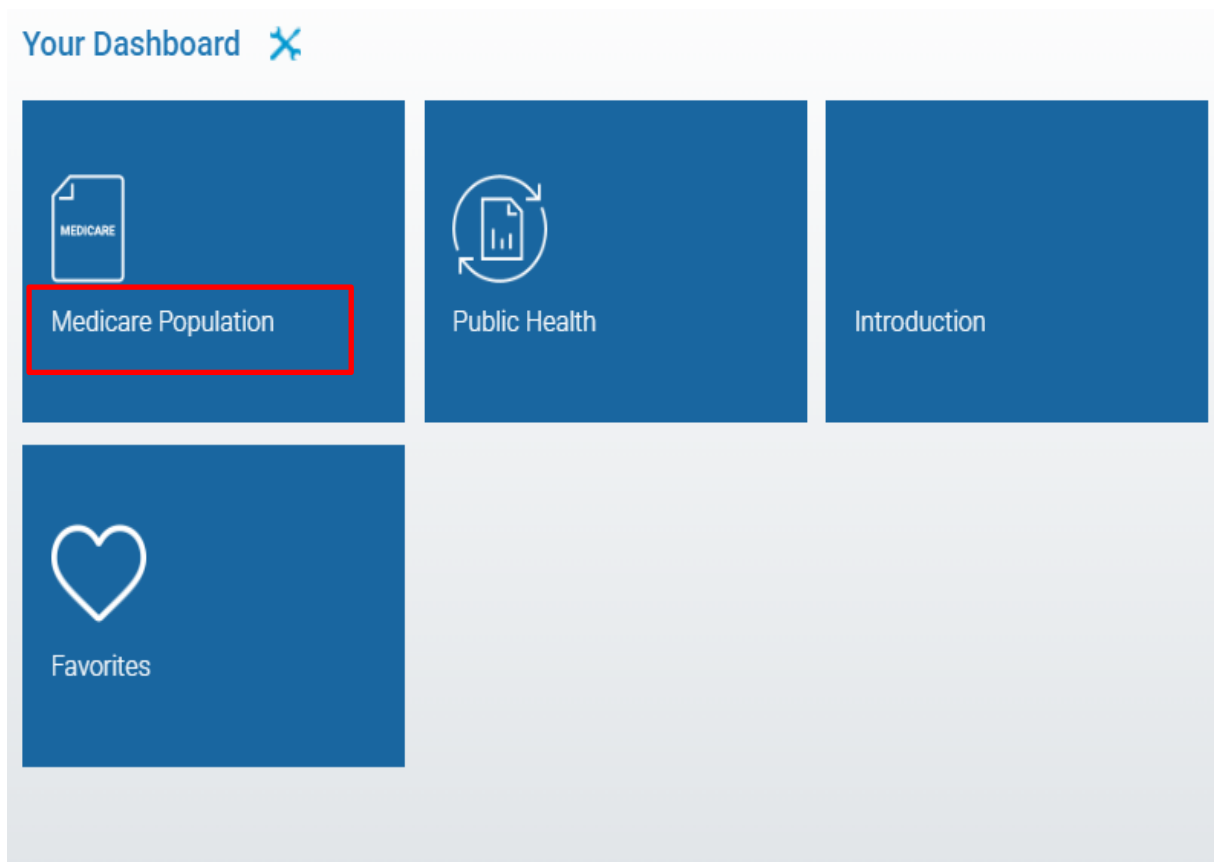 Your Dashboard
MEDICARE
Medicare Population
Public Health
Introduction
Favorites